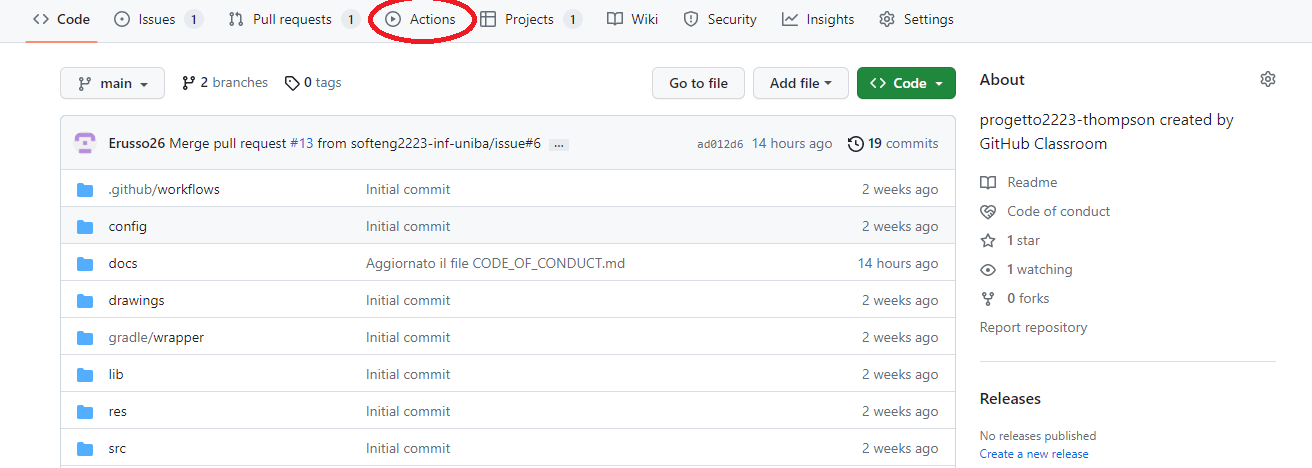 Code Issues 1 Pull requests 1 Actions Projects 1 Wiki Security Insights Settings
main 2 branches 0 tags Go to file Add file Code
Erusso26 Merge pull request #13 from softeng2223-inf-uniba/issue#6 ... ad012d6 14 hours ago 19 commits
.github/workflows Initial commit 2 weeks ago
config Initial commit 2 weeks ago
docs Aggiornato il file CODE_OF_CONDUCT.md 14 hours ago
drawings Initial commit 2 weeks ago
gradle/wrapper Initial commit 2 weeks ago
lib Initial commit 2 weeks ago
res Initial commit 2 weeks ago
src Initial commit 2 weeks ago
About
progetto2223-thompson created by
GitHub Classroom
Readme
Code of conduct
1 star
1 watching
0 forks
Report repository
Releases
No releases published
Create a new release